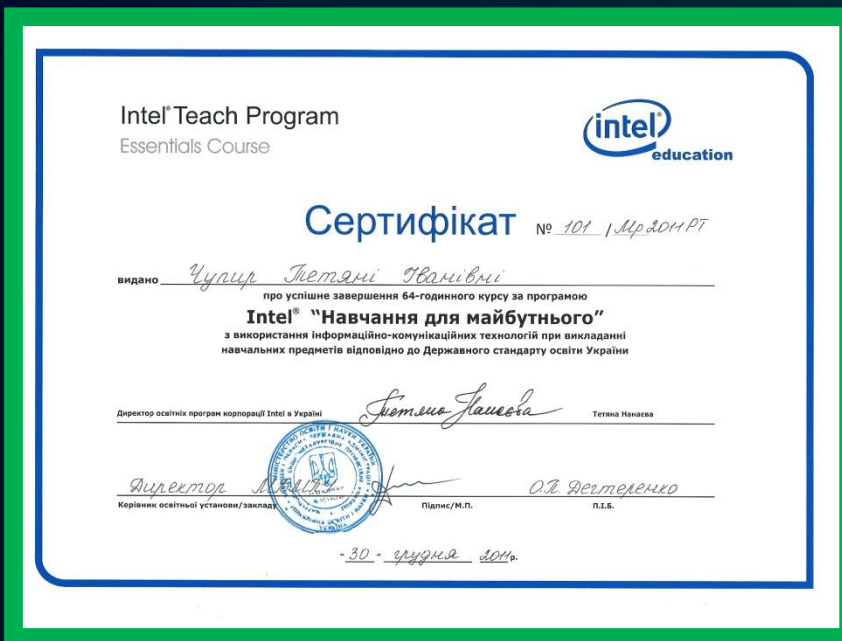 Intel® Teach Program
Essentials Course
intel®
education
Сертифікат № 101 / Мр2011РТ
видано Чупир Тетяні Іванівні
про успішне завершення 64-годинного курсу за програмою
Intel® “Навчання для майбутнього”
з використання інформаційно-комунікаційних технологій при викладанні
навчальних предметів відповідно до Державного стандарту освіти України
Директор освітніх програм корпорації Intel в Україні Тетяна Нанаєва Тетяна Нанаєва
Директор О.П. Дегтеренко
Керівник освітньої установи/закладу Підпис/М.П. П.І.Б.
"30" грудня 2011р.